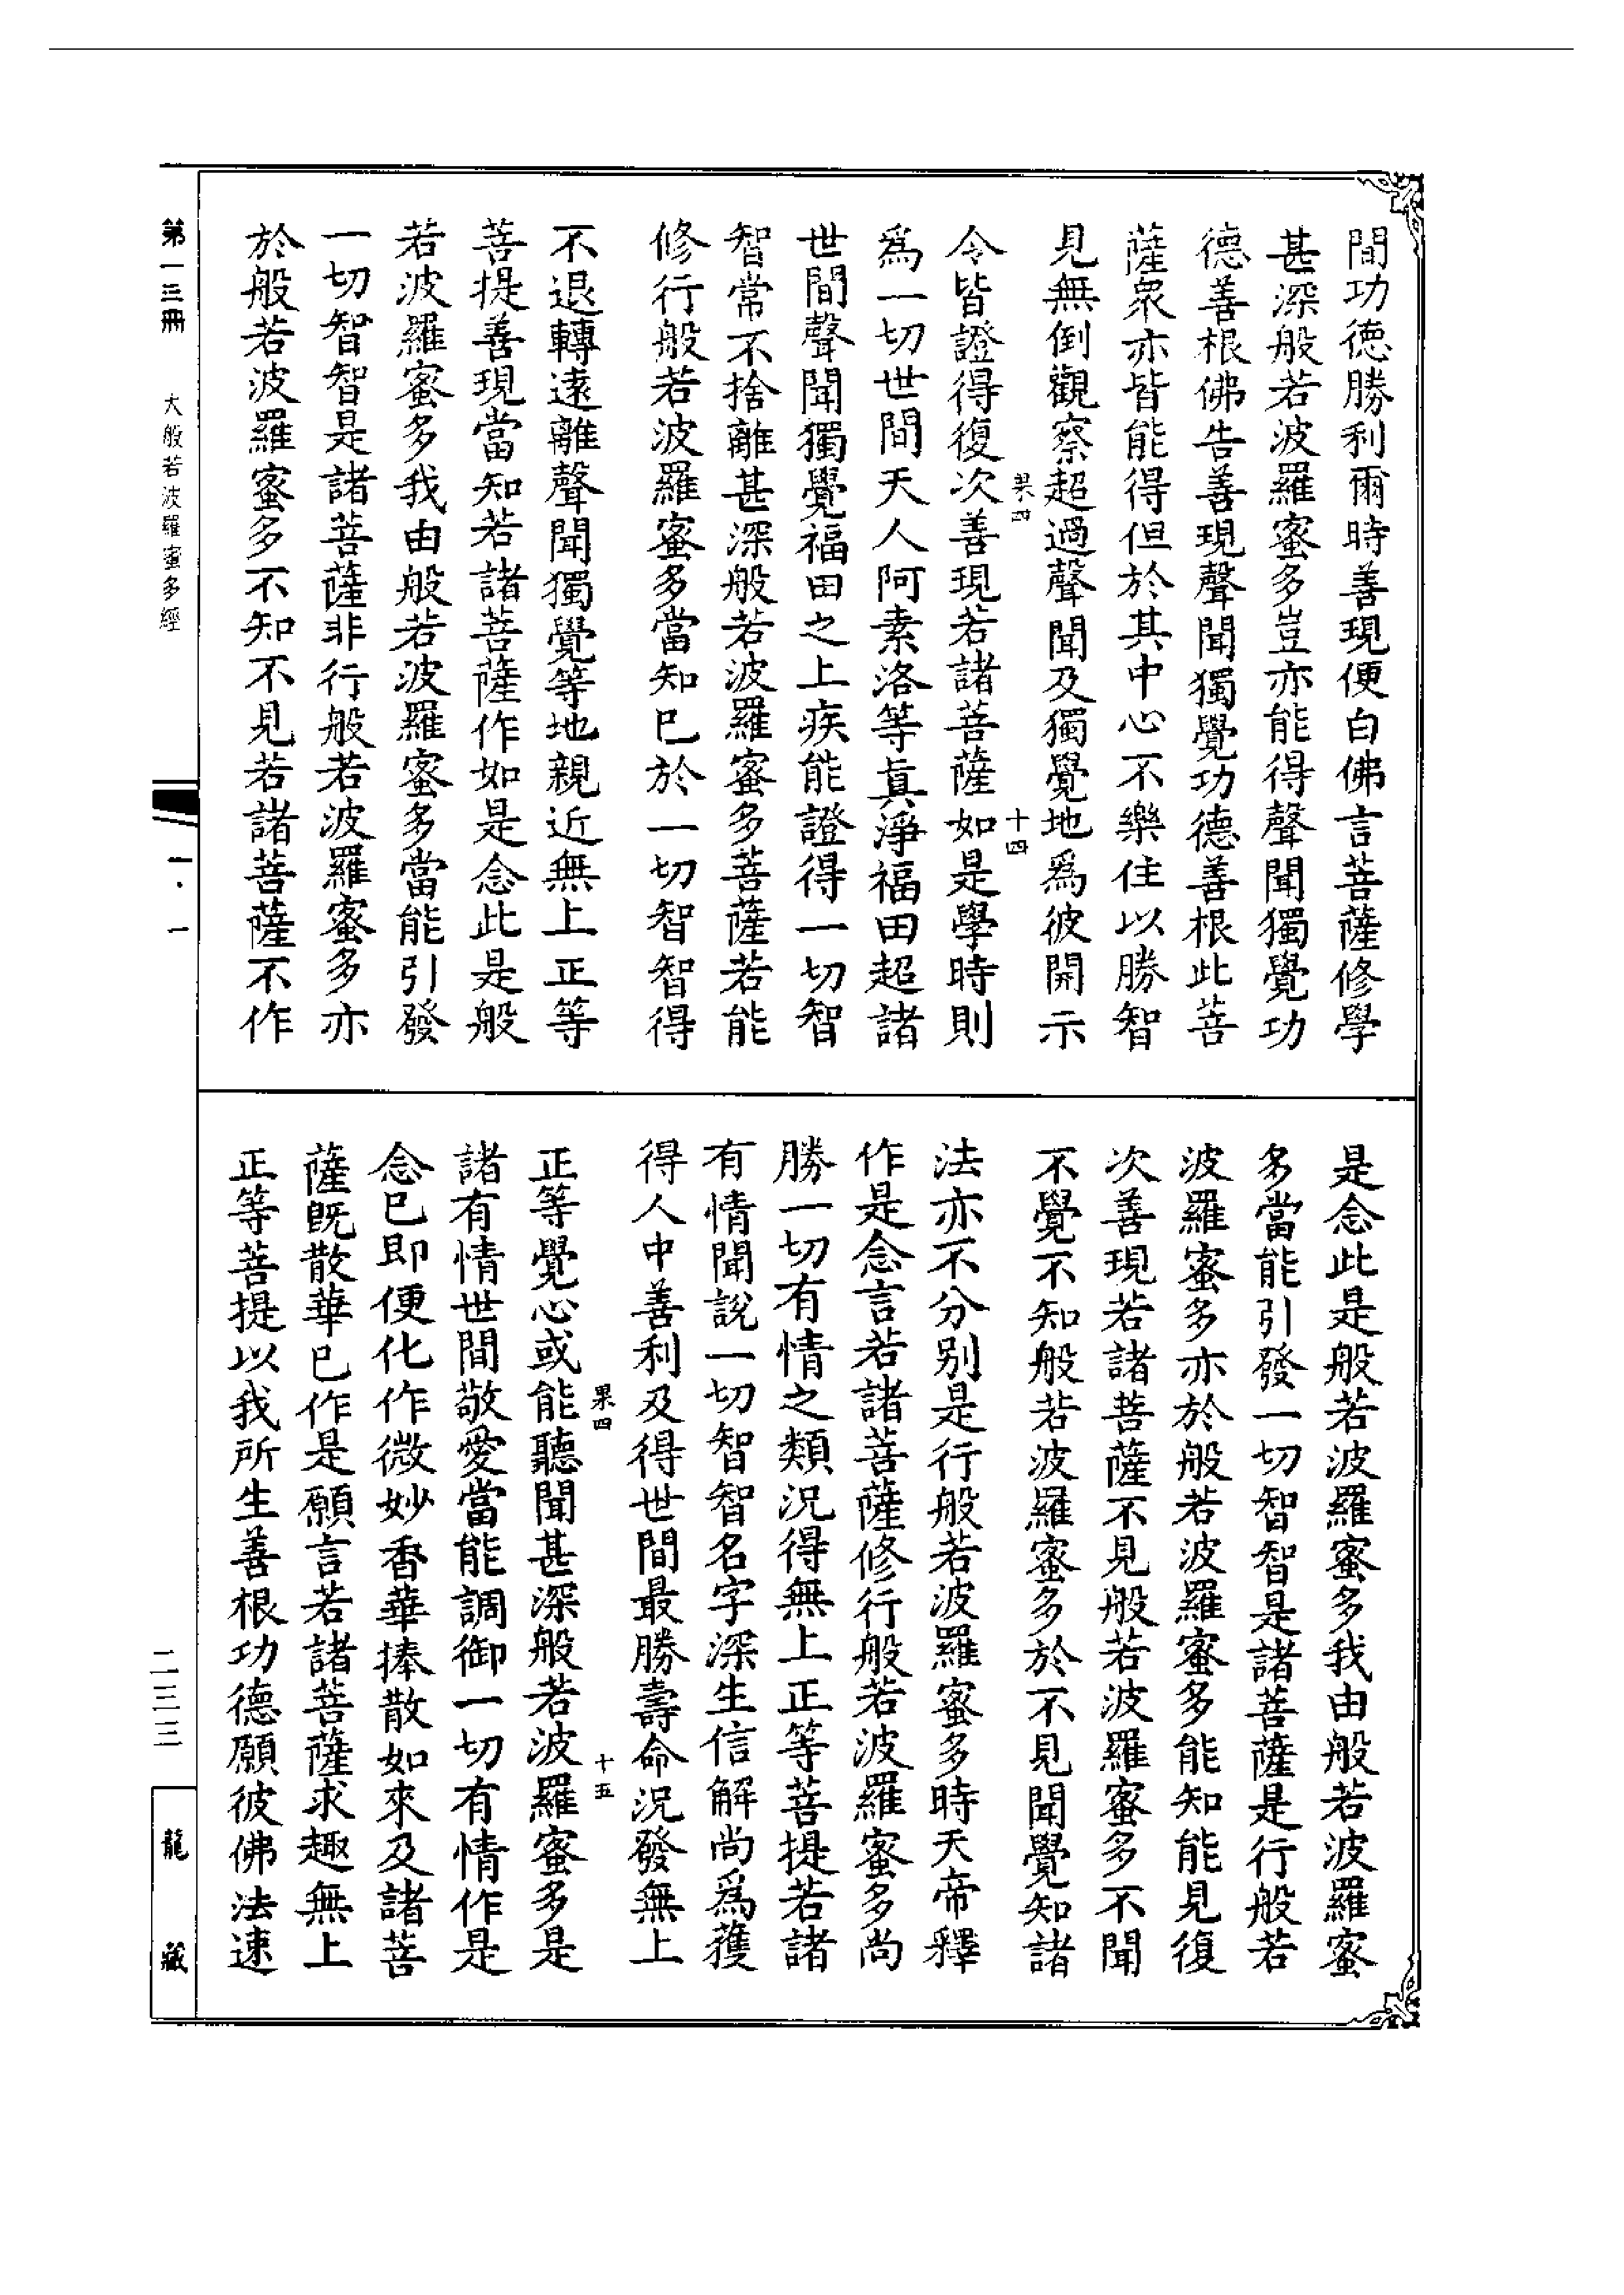 間功德勝利爾時善現便白佛言菩薩修學
甚深般若波羅蜜多豈亦能得聲聞獨覺功
德善根佛告善現聲聞獨覺功德善根此菩
薩眾亦皆能得但於其中心不樂住以勝智
見無倒觀察超過聲聞及獨覺地爲彼開示
果四　十四
令皆證得復次善現若諸菩薩如是學時則
爲一切世間天人阿素洛等真淨福田超諸
世間聲聞獨覺福田之上疾能證得一切智
智常不捨離甚深般若波羅蜜多菩薩若能
修行般若波羅蜜多當知已於一切智智得
不退轉遠離聲聞獨覺等地親近無上正等
菩提善現當知若諸菩薩作如是念此是般
若波羅蜜多我由般若波羅蜜多當能引發
一切智智是諸菩薩非行般若波羅蜜多亦
於般若波羅蜜多不知不見若諸菩薩不作
是念此是般若波羅蜜多我由般若波羅蜜
多當能引發一切智智是諸菩薩是行般若
波羅蜜多亦於般若波羅蜜多能知能見復
次善現若諸菩薩不見般若波羅蜜多不聞
不覺不知般若波羅蜜多於不見聞覺知諸
法亦不分別是行般若波羅蜜多時天帝釋
作是念言若諸菩薩修行般若波羅蜜多尚
勝一切有情之類況得無上正等菩提若諸
有情聞說一切智智名字深生信解尚爲獲
得人中善利及得世間最勝壽命況發無上
果四　十五
正等覺心或能聽聞甚深般若波羅蜜多是
諸有情世間敬愛當能調御一切有情作是
念已即便化作微妙香華捧散如來及諸菩
薩既散華已作是願言若諸菩薩求趣無上
正等菩提以我所生善根功德願彼佛法速
第一三冊　大般若波羅蜜多經
一·一
二三三
龍藏